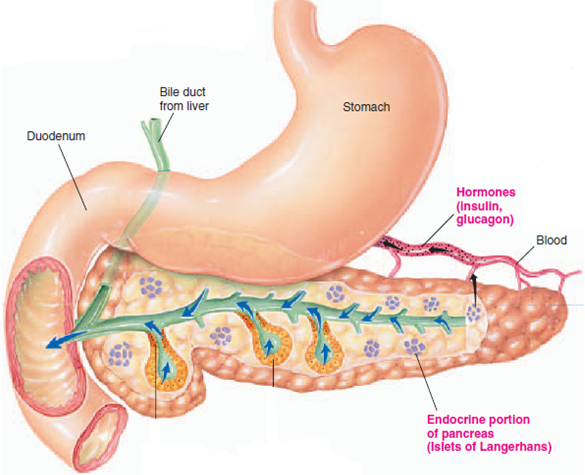 Bile duct
from liver
Stomach
Duodenum
Hormones
(insulin,
glucagon)
Blood
Endocrine portion
of pancreas
(Islets of Langerhans)